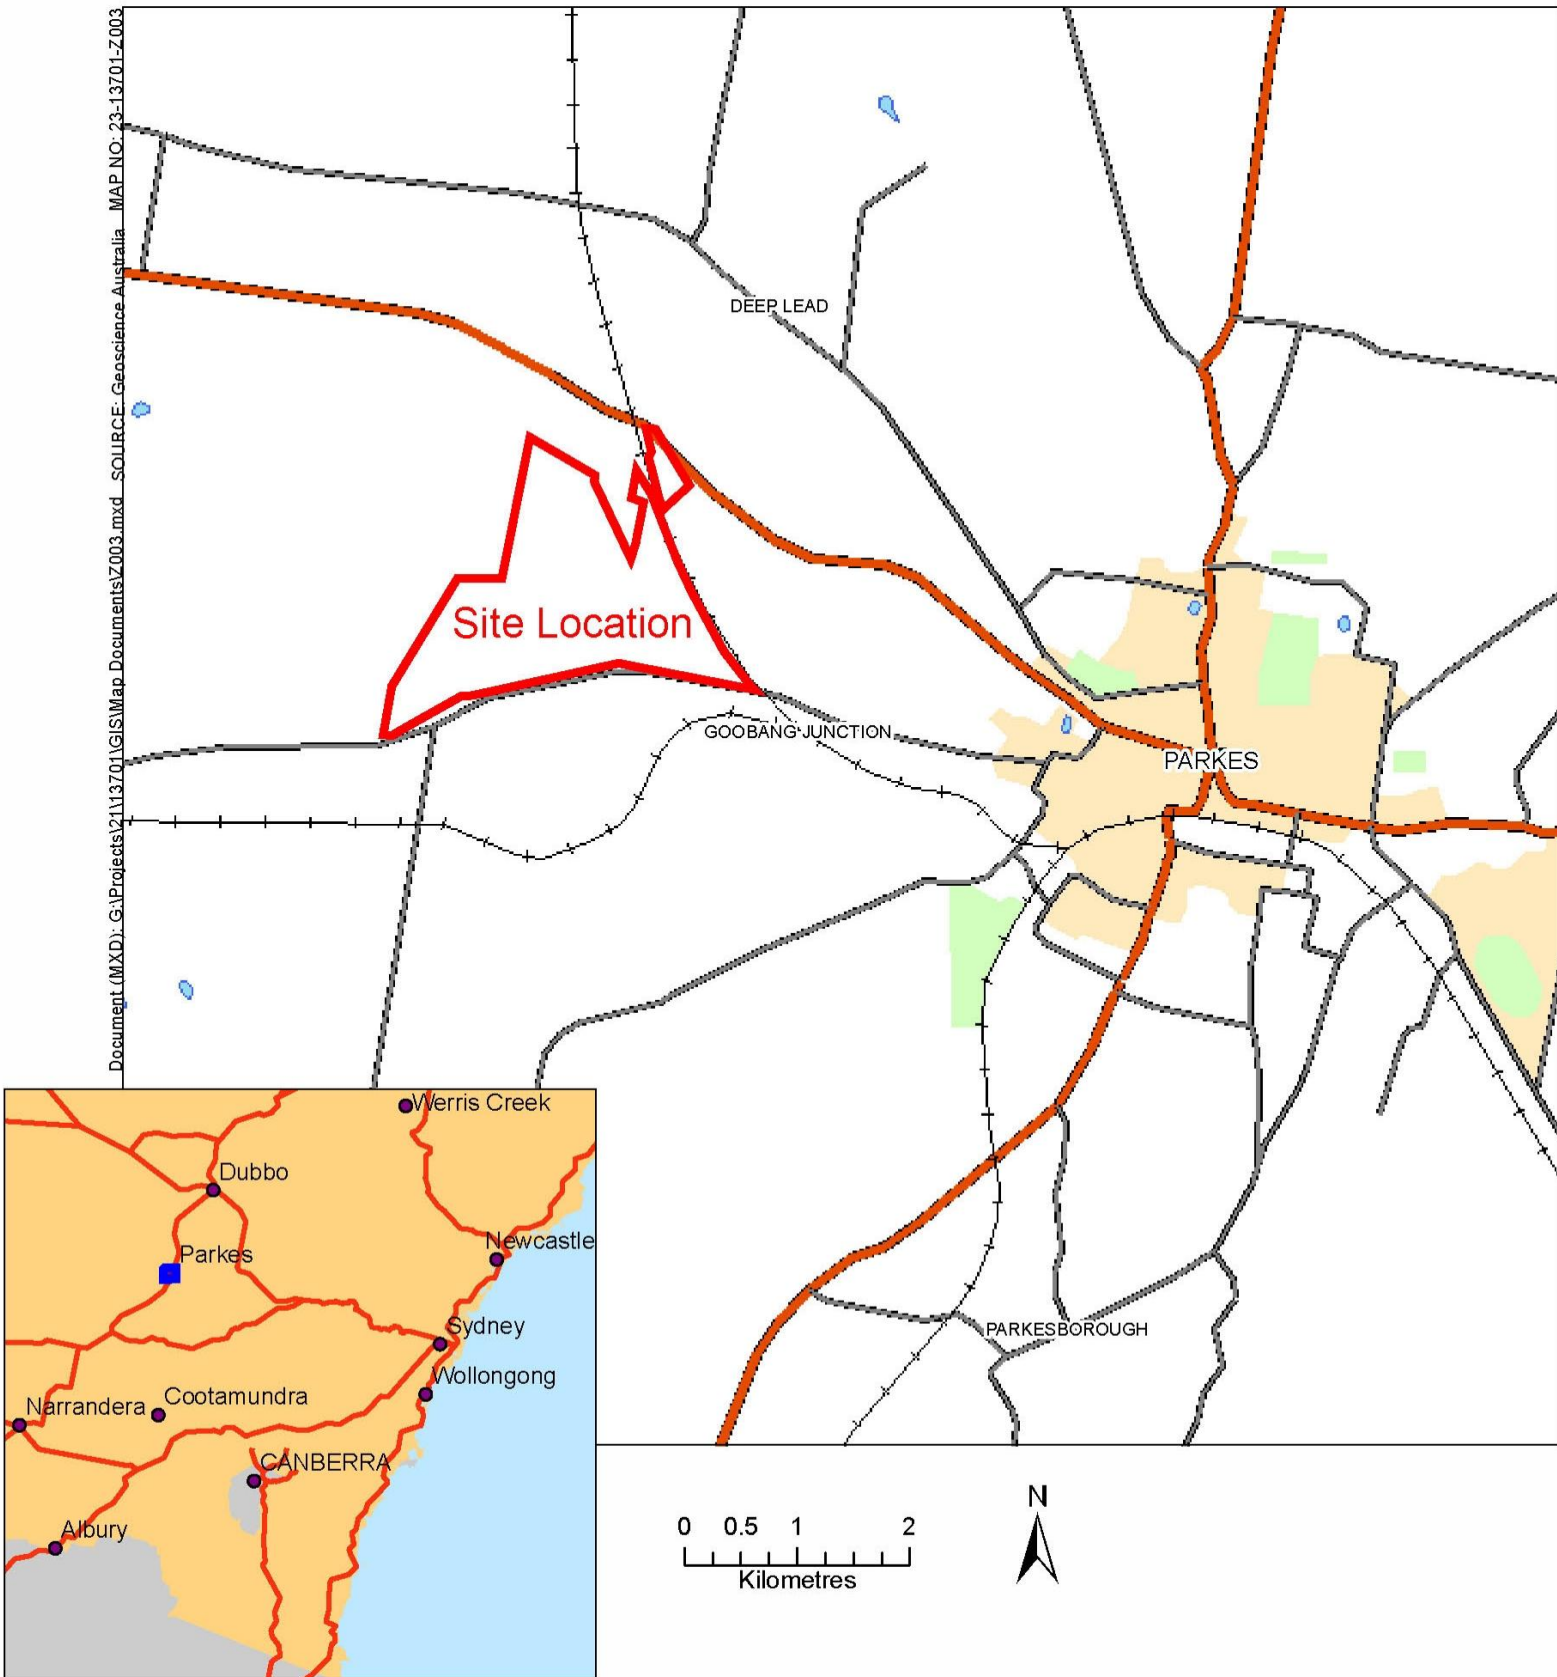 Document (MXD): G:\Projects\21\13701\GIS\Map Documents\Z003.mxd SOURCE: Geoscience Australia MAP NO: 23-13701-Z003
DEEP LEAD
Site Location
GOOBANG JUNCTION
PARKES
PARKESBOROUGH
Werris Creek
Dubbo
Parkes
Newcastle
Sydney
Wollongong
Cootamundra
Narrandera
CANBERRA
Albury
N
0 0.5 1 2
Kilometres